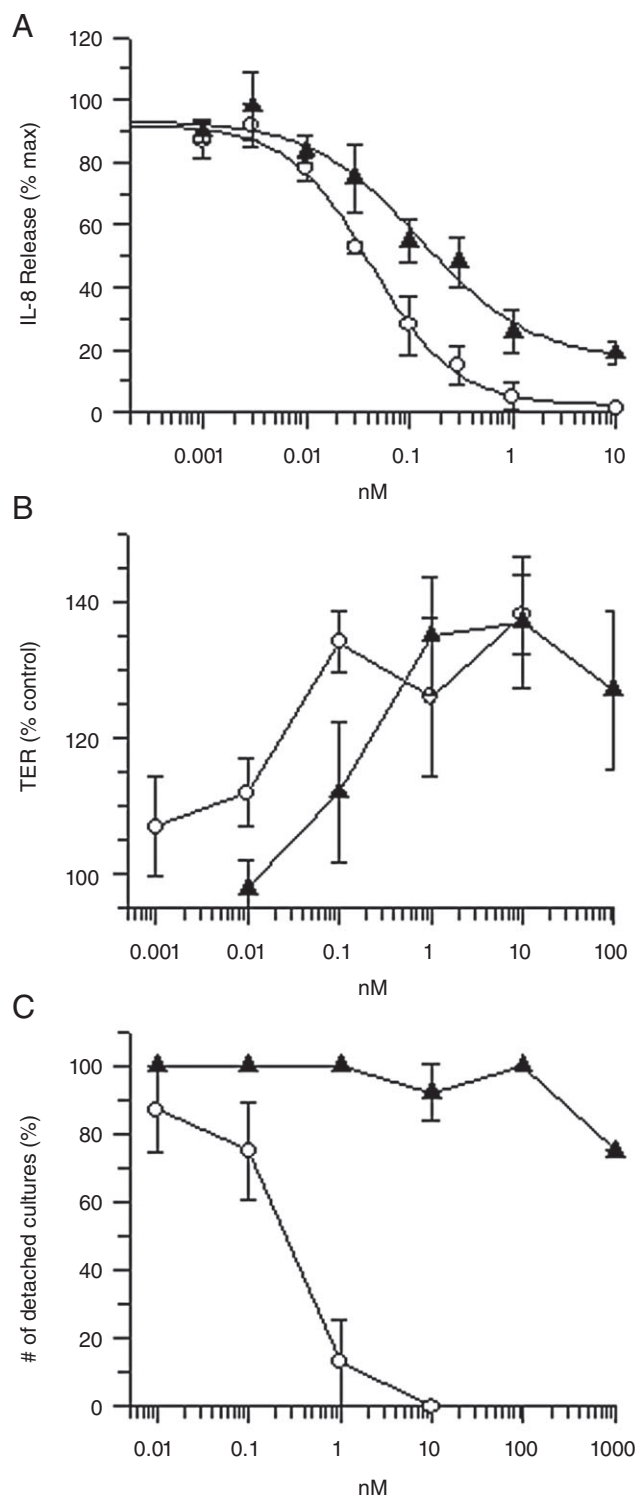 A
120
100
80
60
40
20
0
IL-8 Release (% max)
0.001 0.01 0.1 1 10
nM
B
140
120
100
TER (% control)
0.001 0.01 0.1 1 10 100
nM
C
100
80
60
40
20
0
# of detached cultures (%)
0.01 0.1 1 10 100 1000
nM